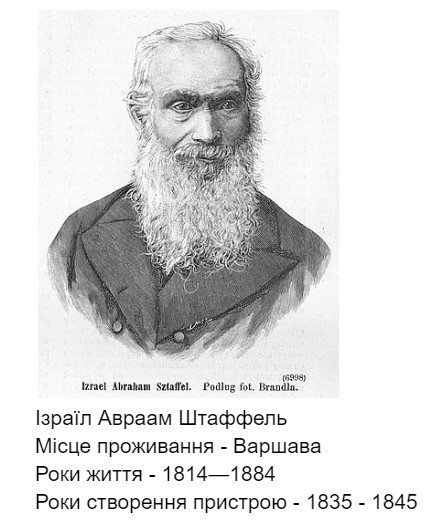 (6998)
Izrael Abraham Sztaffel. Podług fot. Brandla.
Ізраїл Авраам Штаффель
Місце проживання - Варшава
Роки життя - 1814—1884
Роки створення пристрою - 1835 - 1845